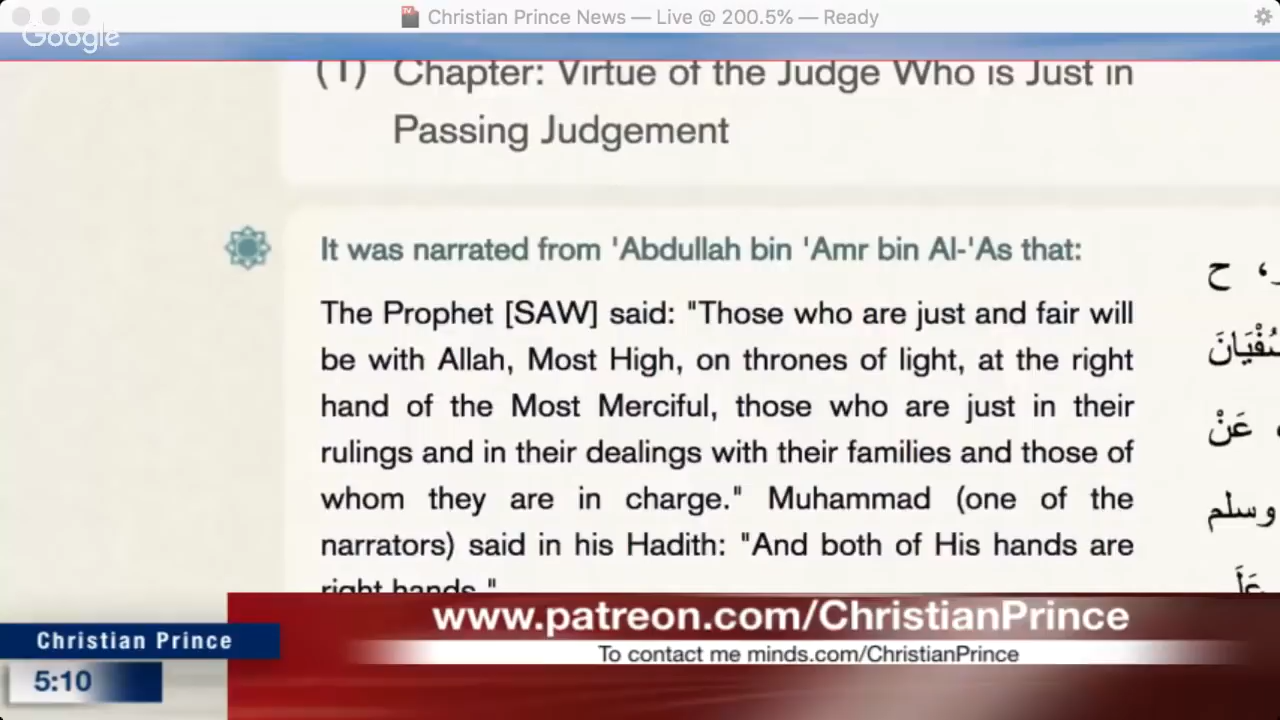 Christian Prince News — Live @ 200.5% — Ready
Google
(1) Chapter: Virtue of the Judge Who is Just in
Passing Judgement
It was narrated from 'Abdullah bin 'Amr bin Al-'As that:
The Prophet [SAW] said: "Those who are just and fair will
be with Allah, Most High, on thrones of light, at the right
hand of the Most Merciful, those who are just in their
rulings and in their dealings with their families and those of
whom they are in charge." Muhammad (one of the
narrators) said in his Hadith: "And both of His hands are
right hands."
ح
سُفْيَانَ
عَنْ
وسلم
www.patreon.com/ChristianPrince
To contact me minds.com/ChristianPrince
Christian Prince
5:10